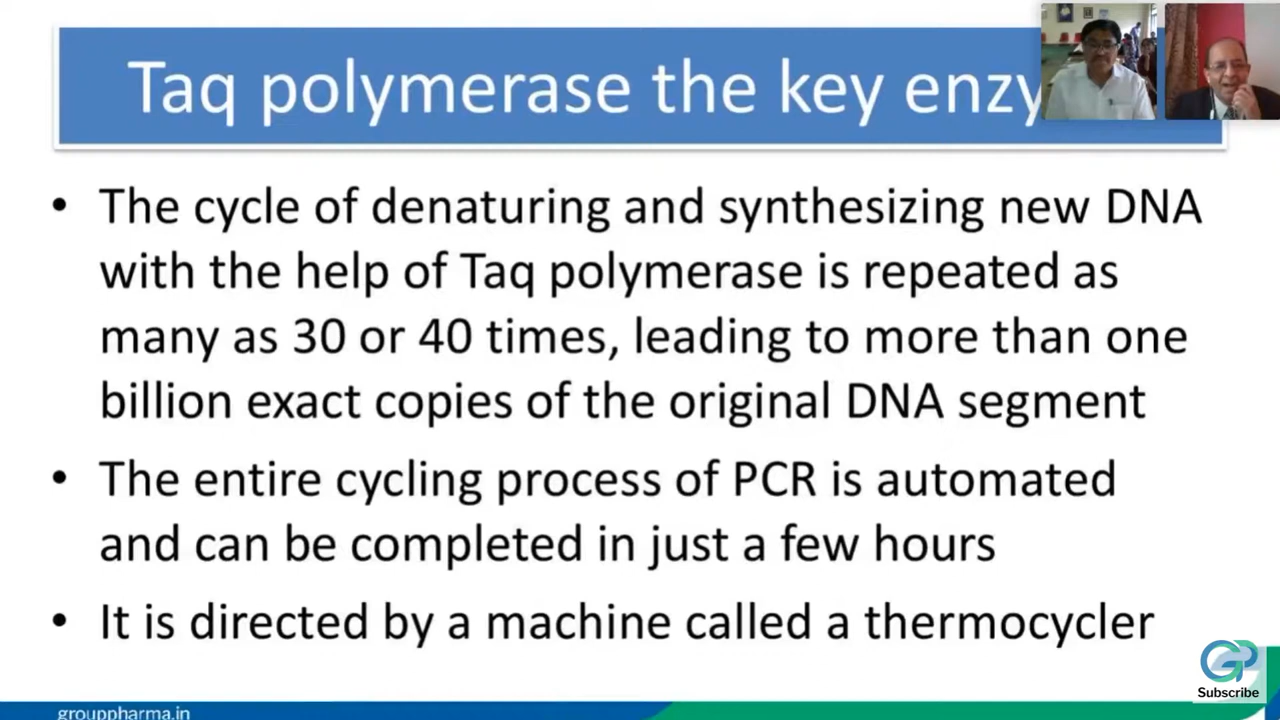 Taq polymerase the key enzy
• The cycle of denaturing and synthesizing new DNA
with the help of Taq polymerase is repeated as
many as 30 or 40 times, leading to more than one
billion exact copies of the original DNA segment
• The entire cycling process of PCR is automated
and can be completed in just a few hours
• It is directed by a machine called a thermocycler
GP
Subscribe
grouppharma.in